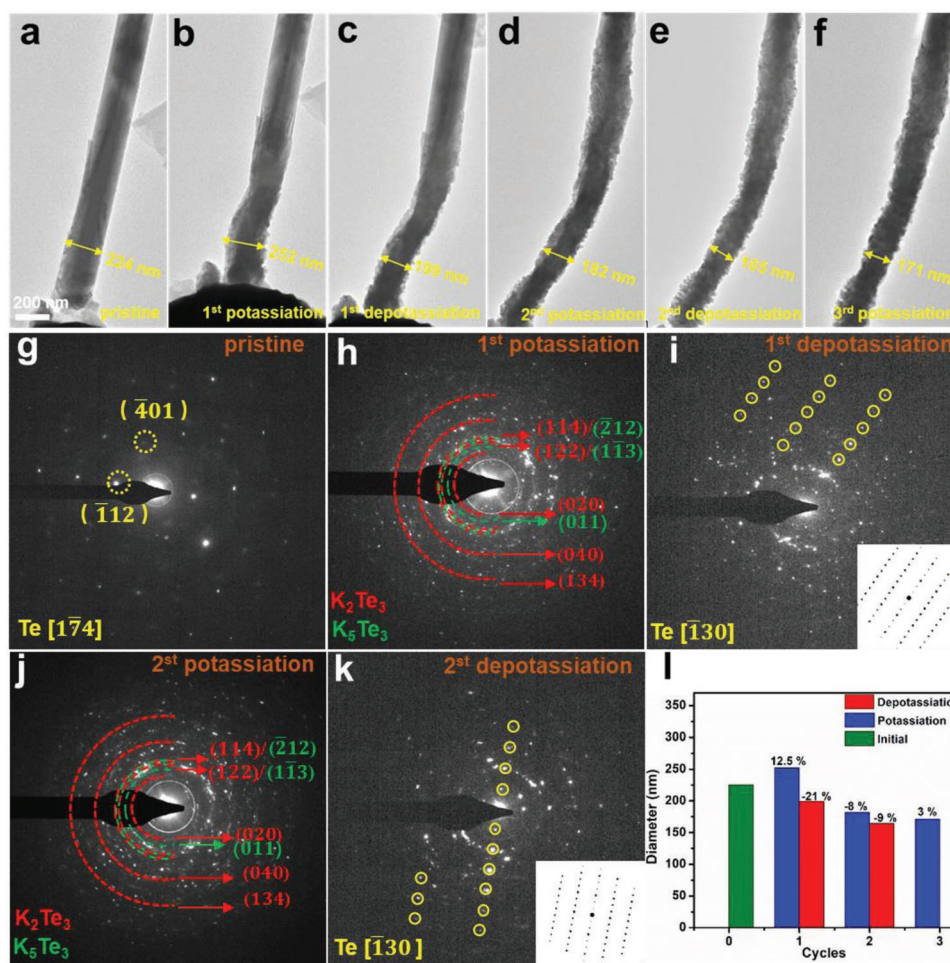 a
b
c
d
e
f
224 nm
252 nm
199 nm
182 nm
165 nm
171 nm
200 nm
pristine
1st potassiation
1st depotassiation
2nd potassiation
2nd depotassiation
3rd potassiation
g
pristine
(4̅01)
(1̅12)
Te [17̅4]
h
1st potassiation
(114)/(2̅12)
(122)/(11̅3)
(020)
(011)
(040)
(134)
K2Te3
K5Te3
i
1st depotassiation
Te [1̅30]
j
2st potassiation
(114)/(2̅12)
(122)/(11̅3)
(020)
(011)
(040)
(134)
K2Te3
K5Te3
k
2st depotassiation
Te [1̅30]
l
Depotassiatio
Potassiation
Initial
Diameter (nm)
350
300
250
200
150
100
50
0
12.5 %
-21 %
-8 %
-9 %
3 %
0
1
2
3
Cycles